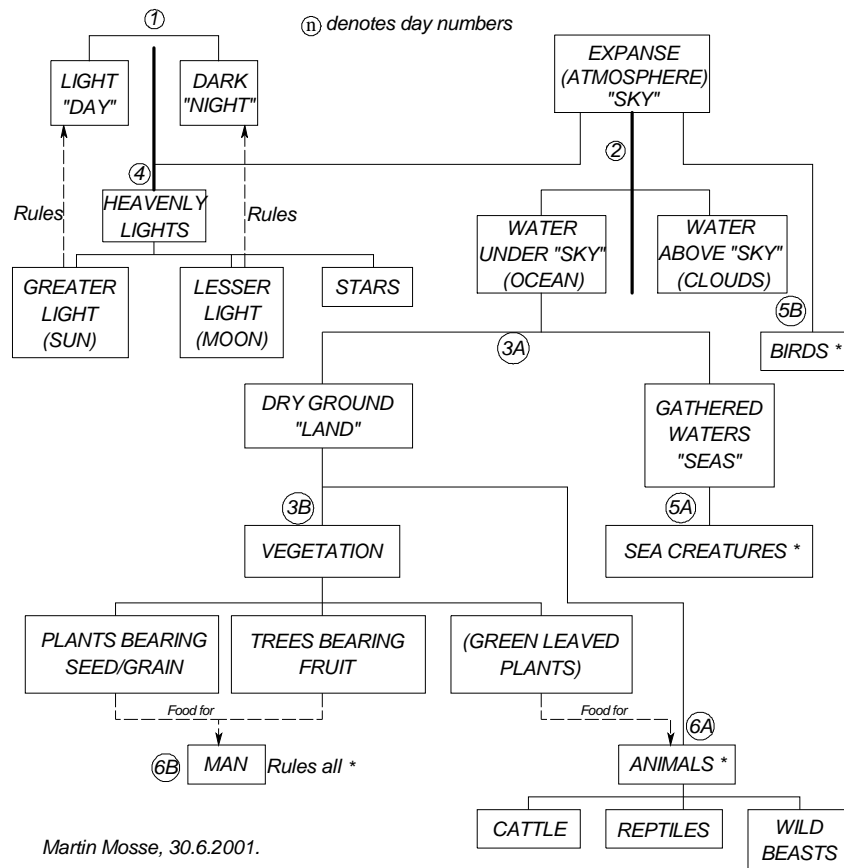 1
n denotes day numbers
LIGHT
"DAY"
DARK
"NIGHT"
EXPANSE
(ATMOSPHERE)
"SKY"
2
4
Rules
HEAVENLY
LIGHTS
Rules
WATER
UNDER "SKY"
(OCEAN)
WATER
ABOVE "SKY"
(CLOUDS)
GREATER
LIGHT
(SUN)
LESSER
LIGHT
(MOON)
STARS
5B
BIRDS *
3A
DRY GROUND
"LAND"
GATHERED
WATERS
"SEAS"
3B
5A
VEGETATION
SEA CREATURES *
PLANTS BEARING
SEED/GRAIN
TREES BEARING
FRUIT
(GREEN LEAVED
PLANTS)
Food for
Food for
6A
6B
MAN
Rules all *
ANIMALS *
CATTLE
REPTILES
WILD
BEASTS
Martin Mosse, 30.6.2001.